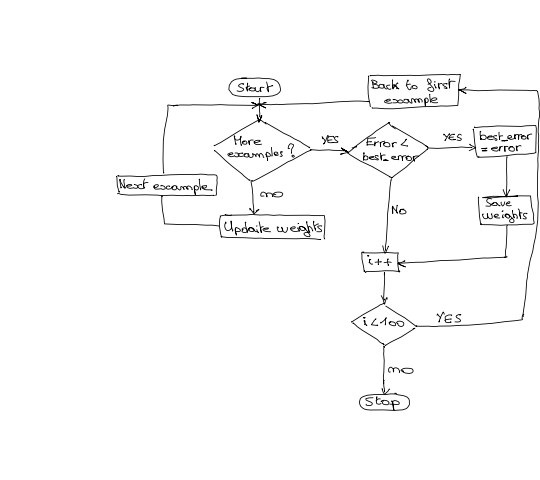 Start
Back to first
example
More
examples?
YES
Error <
best_error
YES
best_error
= error
Next example
no
Save
weights
Update weights
No
i++
i<100
YES
no
Stop